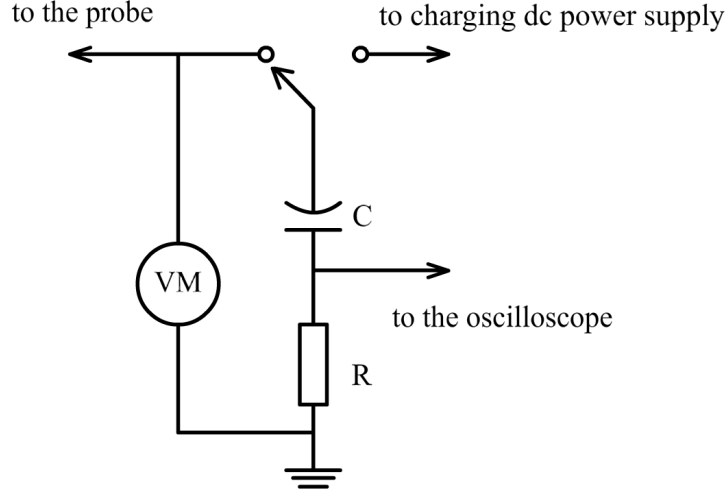 to the probe
to charging dc power supply
C
VM
to the oscilloscope
R